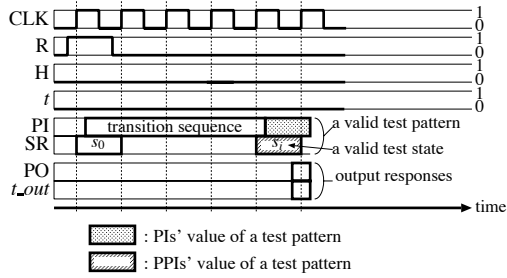 CLK 1
0
R 1
0
H 1
0
t 1
0
PI transition sequence a valid test pattern
SR s0 si a valid test state
PO output responses
t_out
time
: PIs' value of a test pattern
: PPIs' value of a test pattern